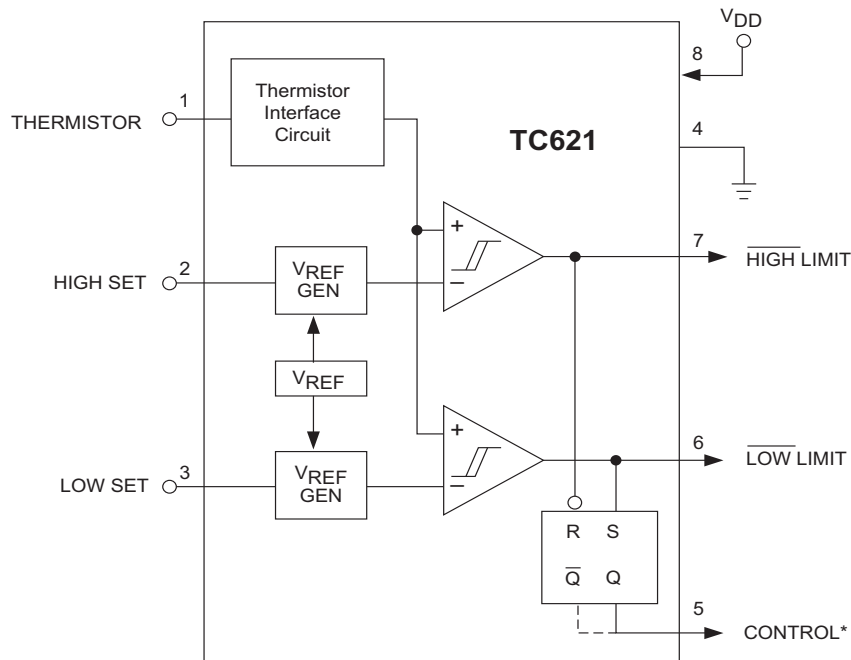 VDD
8
1
THERMISTOR
Thermistor
Interface
Circuit
TC621
4
+
7
HIGH LIMIT
2
HIGH SET
VREF
GEN
–
VREF
+
6
LOW LIMIT
3
LOW SET
VREF
GEN
–
R S
Q̅ Q
5
CONTROL*